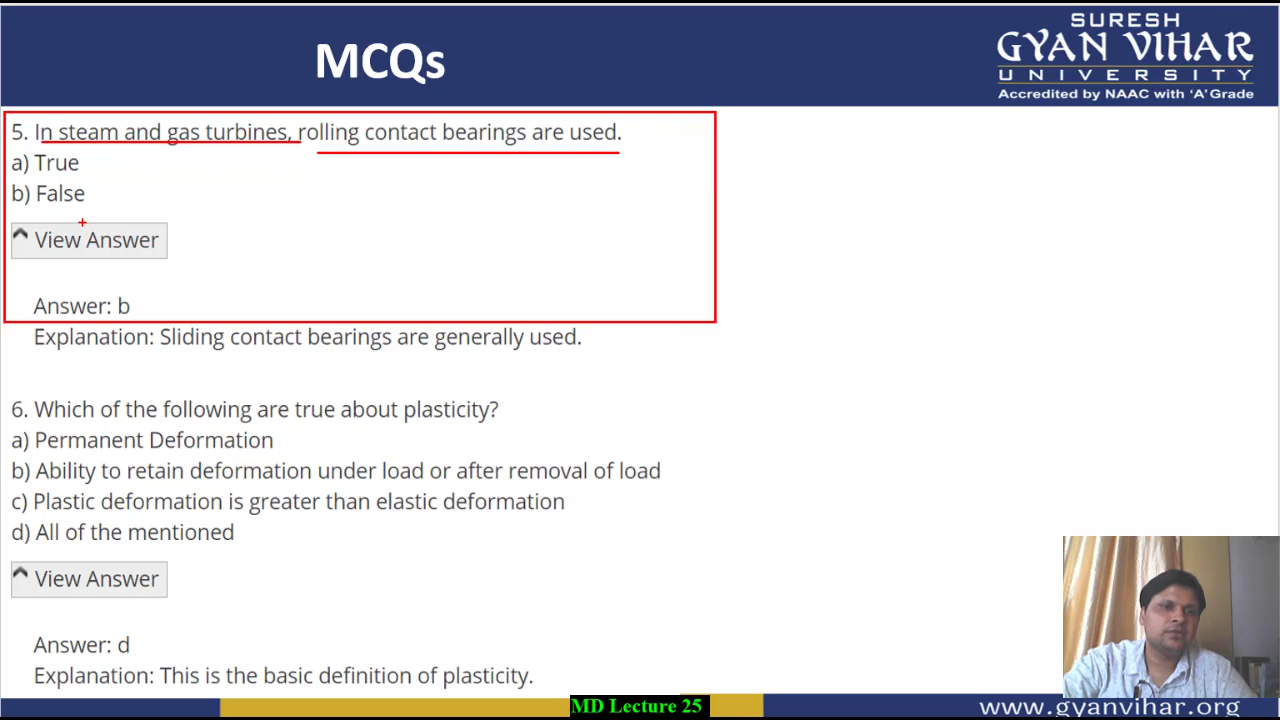 MCQs
SURESH
GYAN VIHAR
UNIVERSITY
Accredited by NAAC with 'A' Grade
5. In steam and gas turbines, rolling contact bearings are used.
a) True
b) False
View Answer
Answer: b
Explanation: Sliding contact bearings are generally used.
6. Which of the following are true about plasticity?
a) Permanent Deformation
b) Ability to retain deformation under load or after removal of load
c) Plastic deformation is greater than elastic deformation
d) All of the mentioned
View Answer
Answer: d
Explanation: This is the basic definition of plasticity.
MD Lecture 25
www.gyanvihar.org